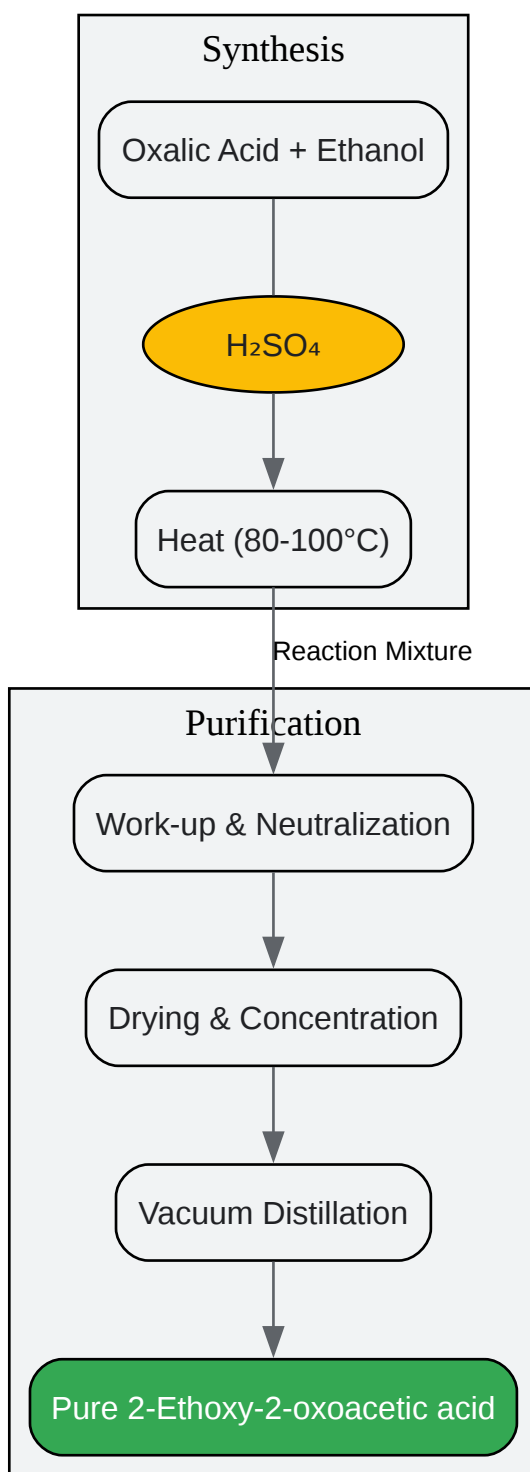 Synthesis
Oxalic Acid + Ethanol
H₂SO₄
Heat (80-100°C)
Reaction Mixture
Purification
Work-up & Neutralization
Drying & Concentration
Vacuum Distillation
Pure 2-Ethoxy-2-oxoacetic acid